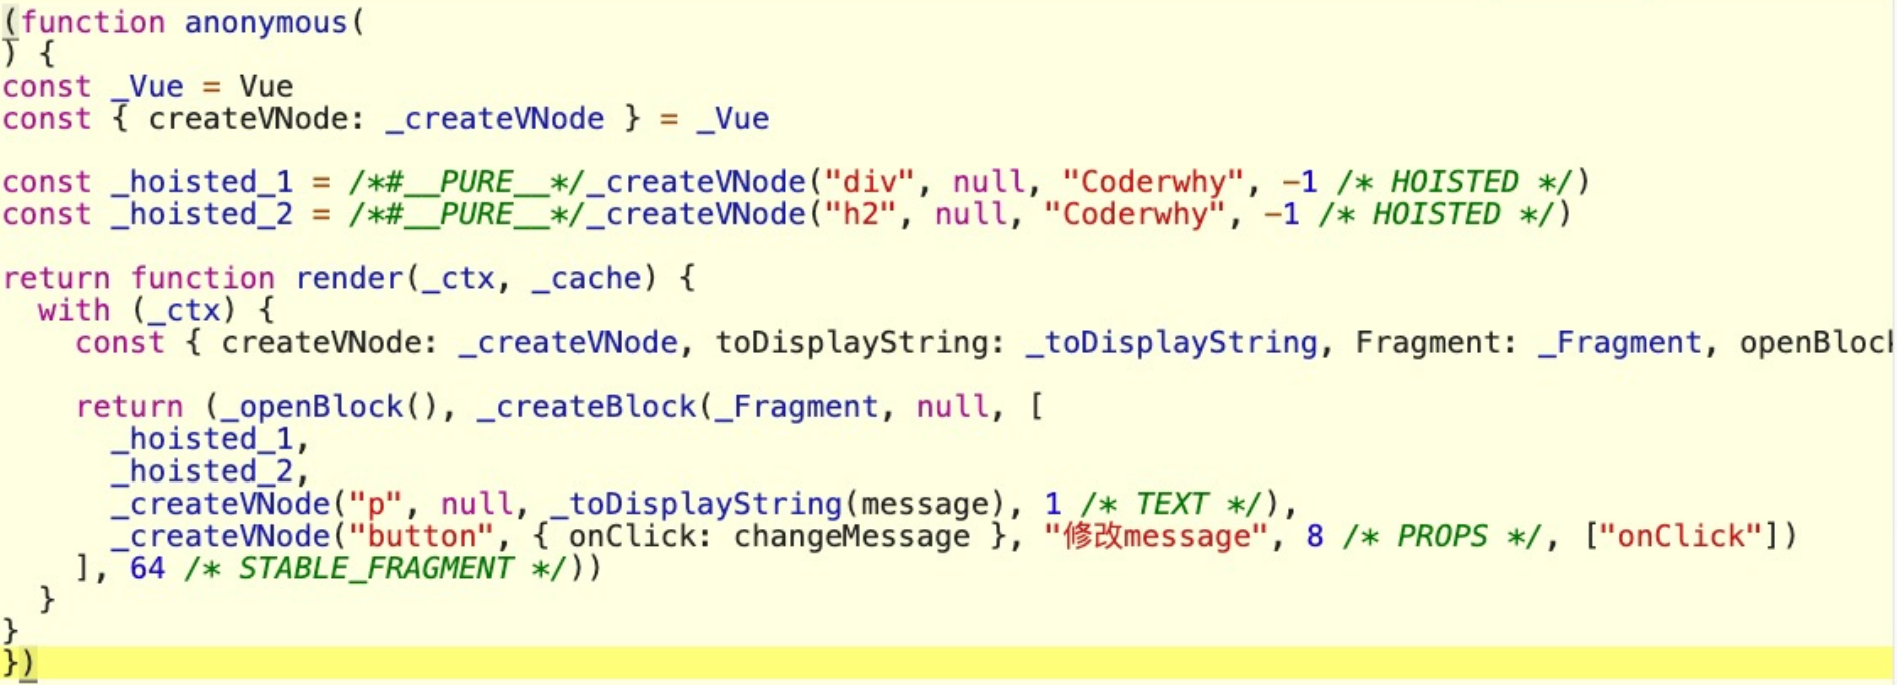 (function anonymous(
) {
const _Vue = Vue
const { createVNode: _createVNode } = _Vue

const _hoisted_1 = /*#__PURE__*/_createVNode("div", null, "Coderwhy", -1 /* HOISTED */)
const _hoisted_2 = /*#__PURE__*/_createVNode("h2", null, "Coderwhy", -1 /* HOISTED */)

return function render(_ctx, _cache) {
  with (_ctx) {
    const { createVNode: _createVNode, toDisplayString: _toDisplayString, Fragment: _Fragment, openBlock

    return (_openBlock(), _createBlock(_Fragment, null, [
      _hoisted_1,
      _hoisted_2,
      _createVNode("p", null, _toDisplayString(message), 1 /* TEXT */),
      _createVNode("button", { onClick: changeMessage }, "修改message", 8 /* PROPS */, ["onClick"])
    ], 64 /* STABLE_FRAGMENT */))
  }
}
})